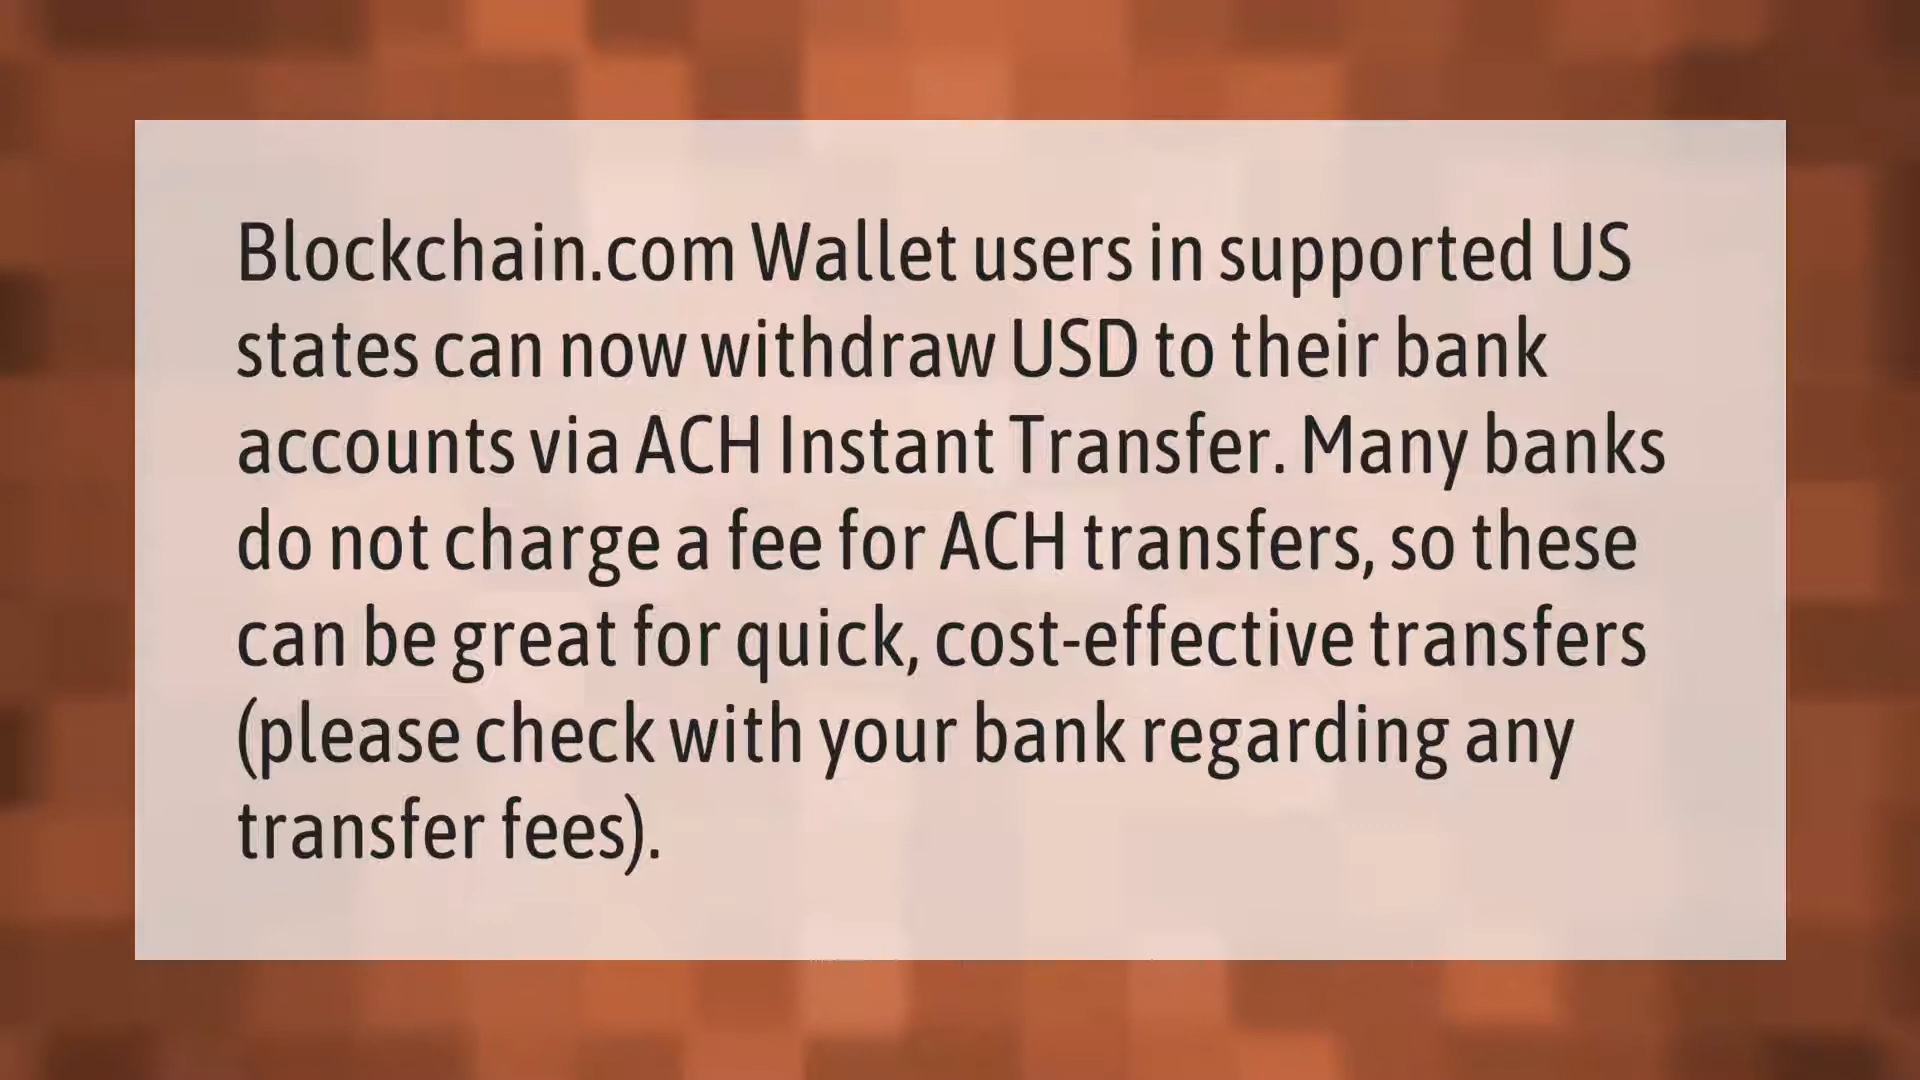 Blockchain.com Wallet users in supported US
states can now withdraw USD to their bank
accounts via ACH Instant Transfer. Many banks
do not charge a fee for ACH transfers, so these
can be great for quick, cost-effective transfers
(please check with your bank regarding any
transfer fees).